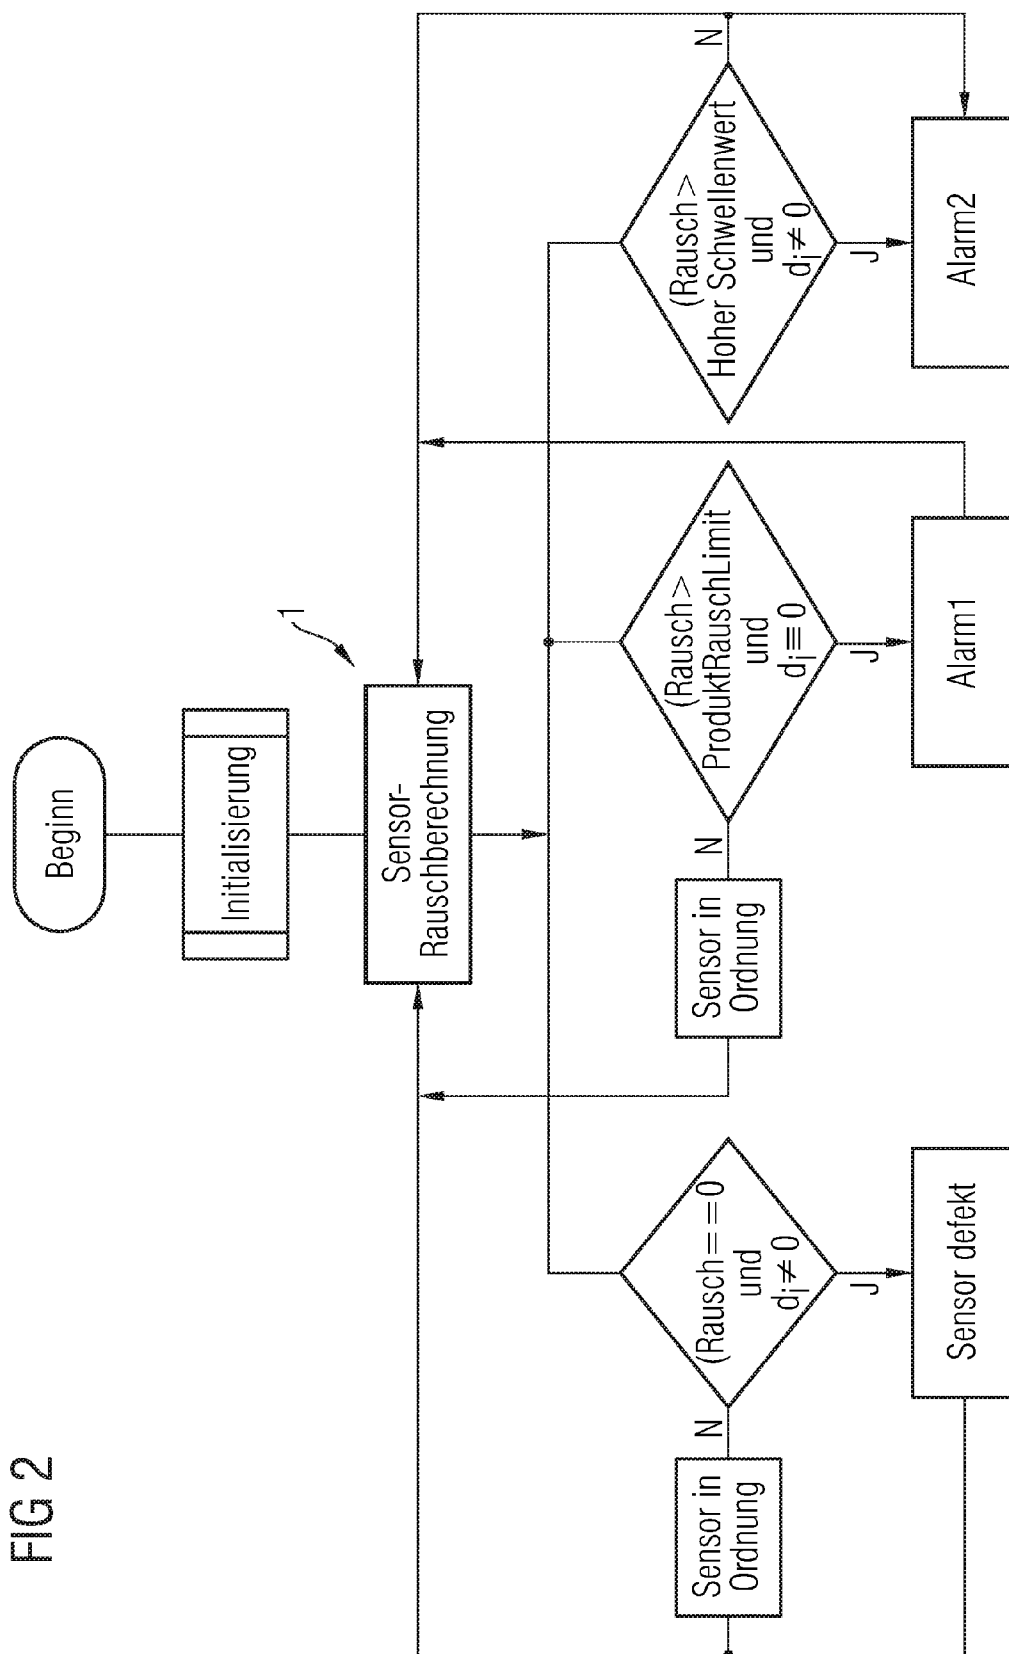 FIG 2
Beginn
Initialisierung
1
Sensor-
Rauschberechnung
(Rausch==0
und
di≠0
N
J
Sensor in
Ordnung
Sensor defekt
(Rausch>
ProduktRauschLimit
und
di≡0
N
J
Sensor in
Ordnung
Alarm1
(Rausch>
Hoher Schwellenwert
und
di≠0
N
J
Alarm2